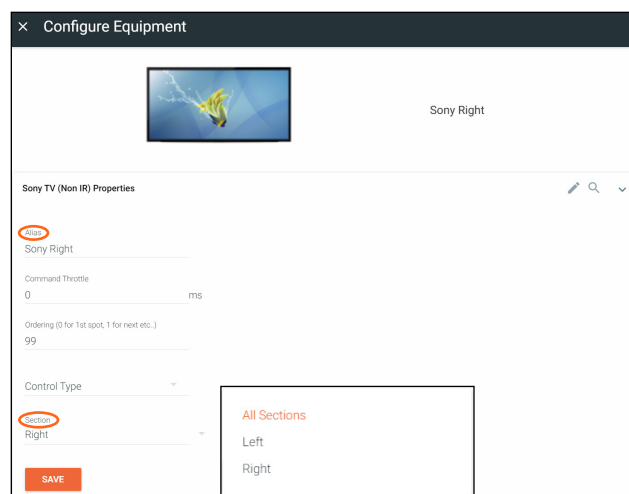 × Configure Equipment
Sony Right
Sony TV (Non IR) Properties
Alias
Sony Right
Command Throttle
0 ms
Ordering (0 for 1st spot, 1 for next etc..)
99
Control Type
Section
Right
SAVE
All Sections
Left
Right